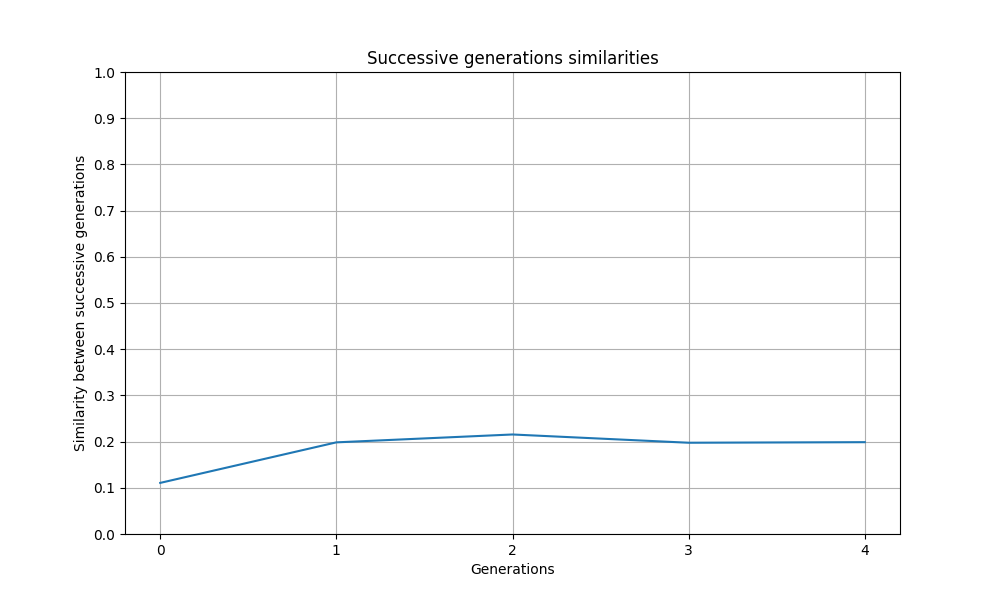 Successive generations similarities
Similarity between successive generations
1.0
0.9
0.8
0.7
0.6
0.5
0.4
0.3
0.2
0.1
0.0
0 1 2 3 4
Generations